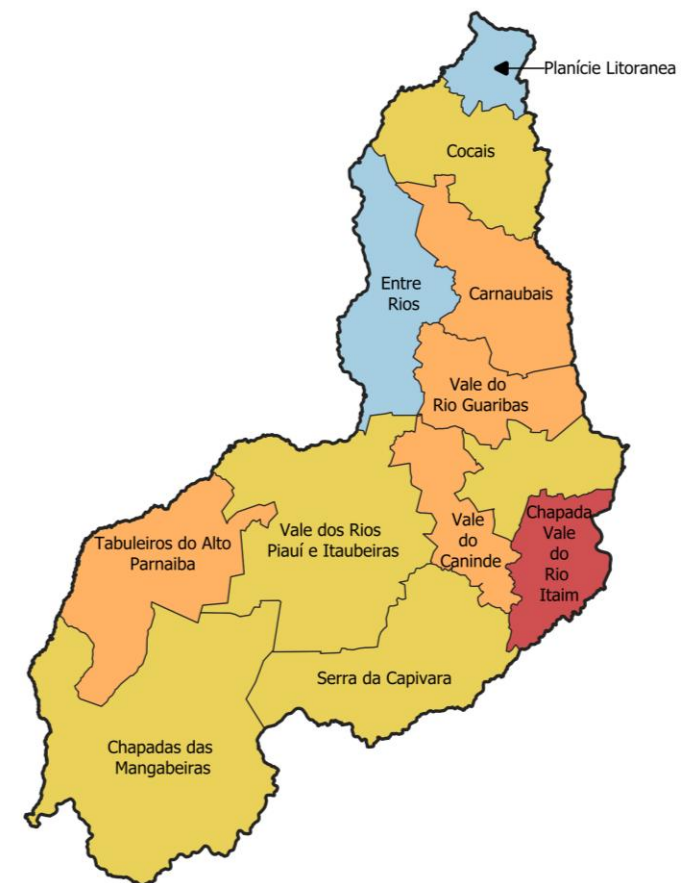 Planície Litoranea
Cocais
Entre
Rios
Carnaubais
Vale do
Rio Guaribas
Chapada
Vale
do
Rio
Itaim
Vale
do
Caninde
Vale dos Rios
Piauí e Itaubeiras
Tabuleiros do Alto
Parnaiba
Serra da Capivara
Chapadas das
Mangabeiras